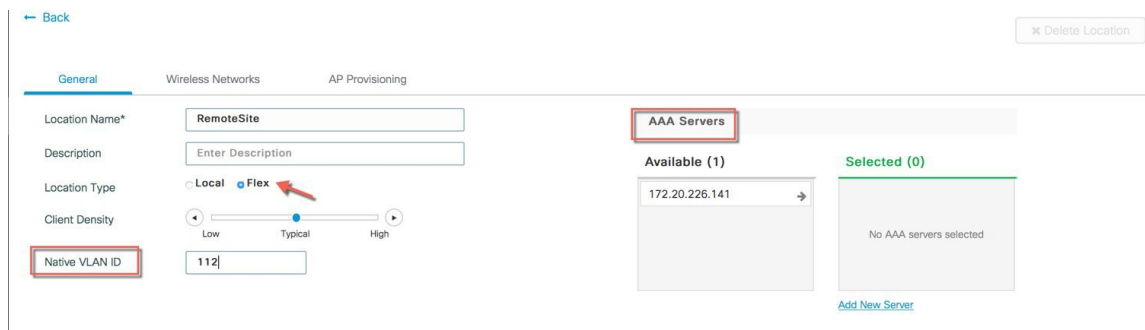 ← Back
✖ Delete Location
General
Wireless Networks
AP Provisioning
Location Name*
RemoteSite
Description
Enter Description
Location Type
Local
Flex
Client Density
Low
Typical
High
Native VLAN ID
112
AAA Servers
Available (1)
172.20.226.141
Selected (0)
No AAA servers selected
Add New Server